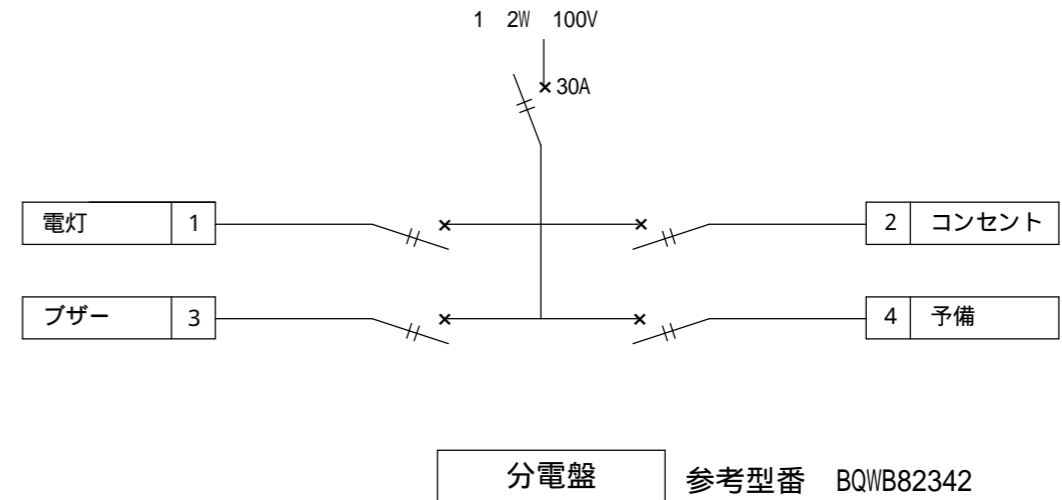 1 2W 100V
30A
電灯 1
2 コンセント
ブザー 3
4 予備
分電盤 参考型番 BQWB82342